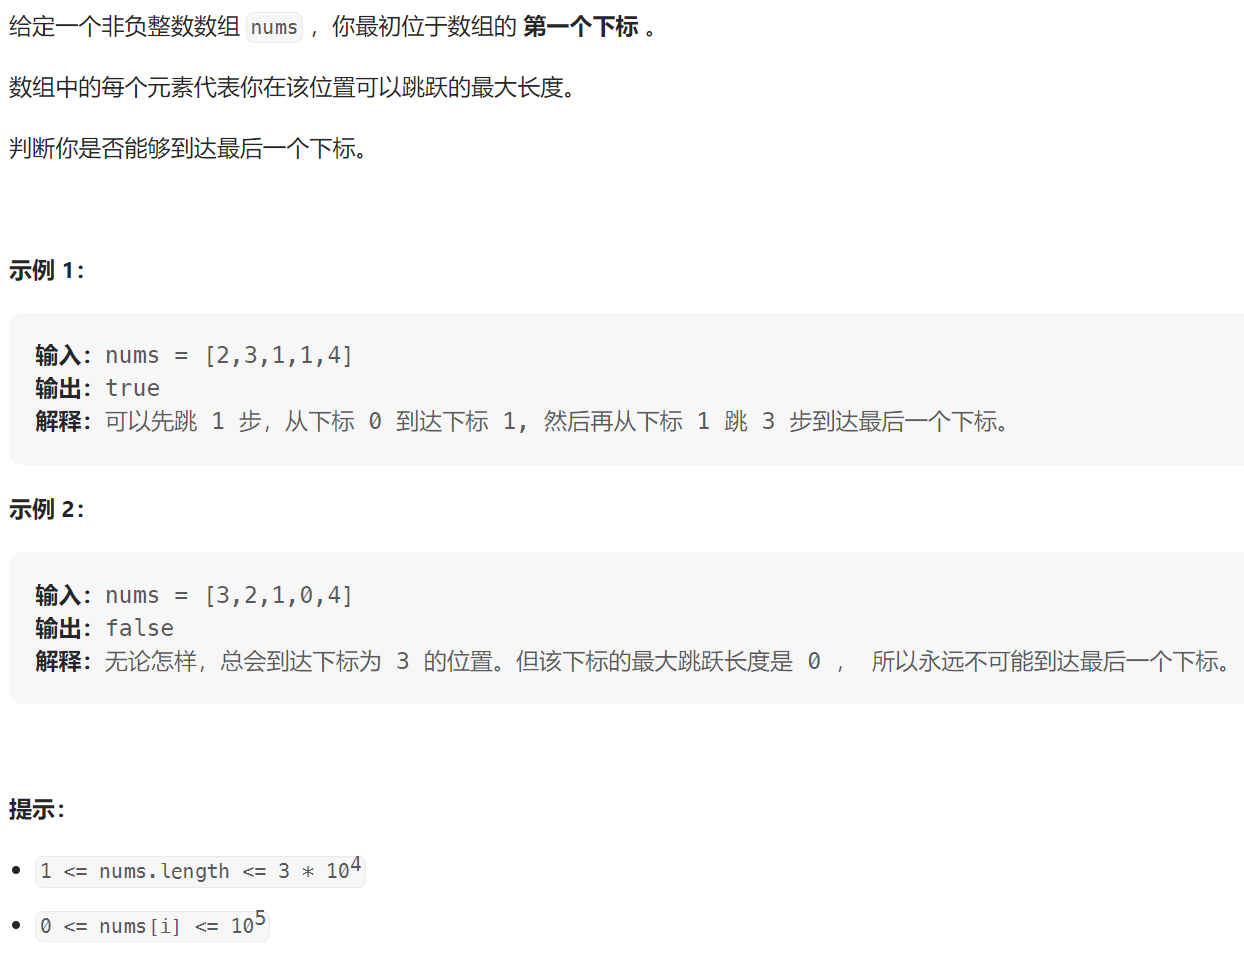 给定一个非负整数数组 nums ，你最初位于数组的 第一个下标 。
数组中的每个元素代表你在该位置可以跳跃的最大长度。
判断你是否能够到达最后一个下标。
示例 1：
输入：nums = [2,3,1,1,4]
输出：true
解释：可以先跳 1 步，从下标 0 到达下标 1, 然后再从下标 1 跳 3 步到达最后一个下标。
示例 2：
输入：nums = [3,2,1,0,4]
输出：false
解释：无论怎样，总会到达下标为 3 的位置。但该下标的最大跳跃长度是 0 ， 所以永远不可能到达最后一个下标。
提示：
• 1 <= nums.length <= 3 * 10⁴
• 0 <= nums[i] <= 10⁵